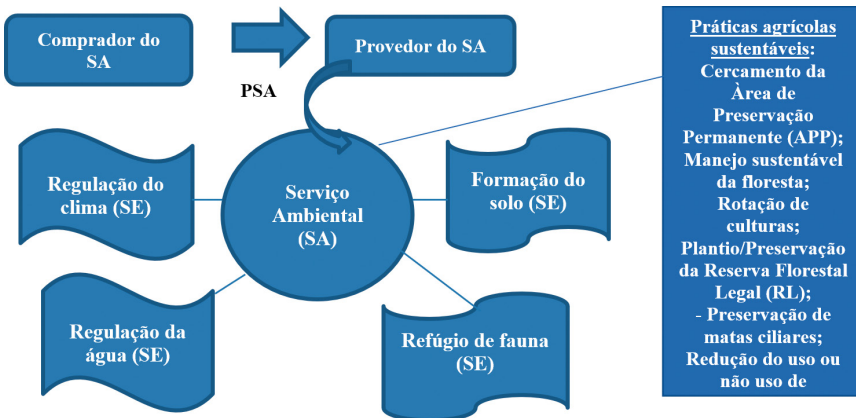 Comprador do
SA
Provedor do SA
PSA
Práticas agrícolas
sustentáveis:
Cercamento da
Àrea de
Preservação
Permanente (APP);
Manejo sustentável
da floresta;
Rotação de
culturas;
Plantio/Preservação
da Reserva Florestal
Legal (RL);
- Preservação de
matas ciliares;
Redução do uso ou
não uso de
Regulação do
clima (SE)
Serviço
Ambiental
(SA)
Formação do
solo (SE)
Regulação da
água (SE)
Refúgio de fauna
(SE)